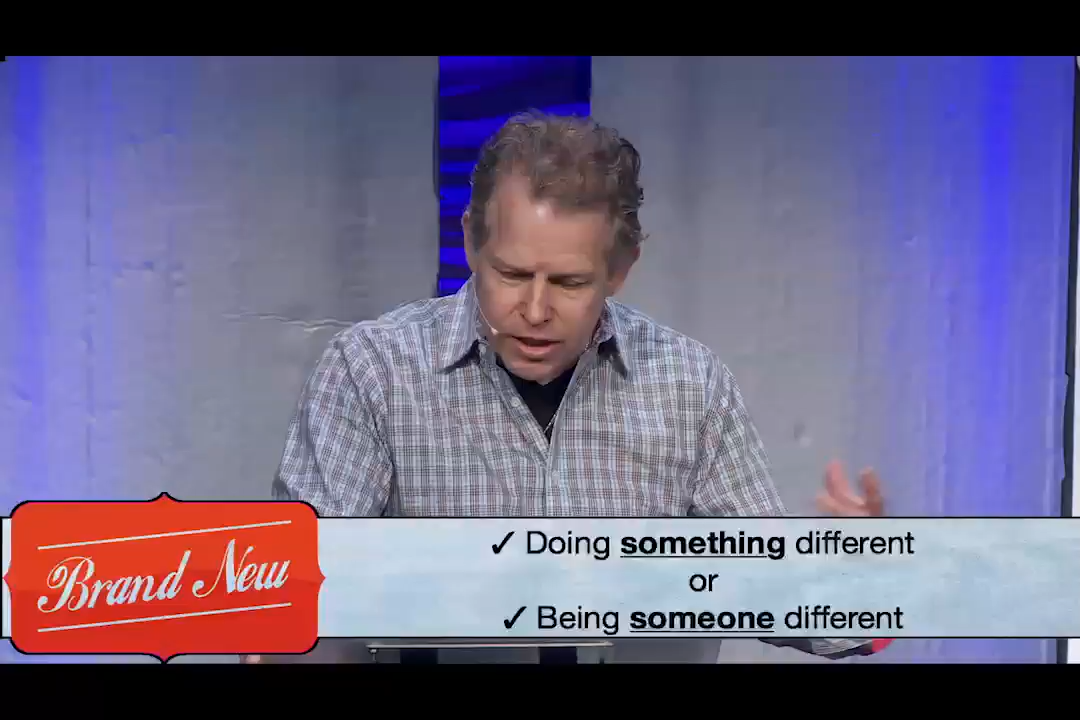 Brand New
✓ Doing something different
or
✓ Being someone different